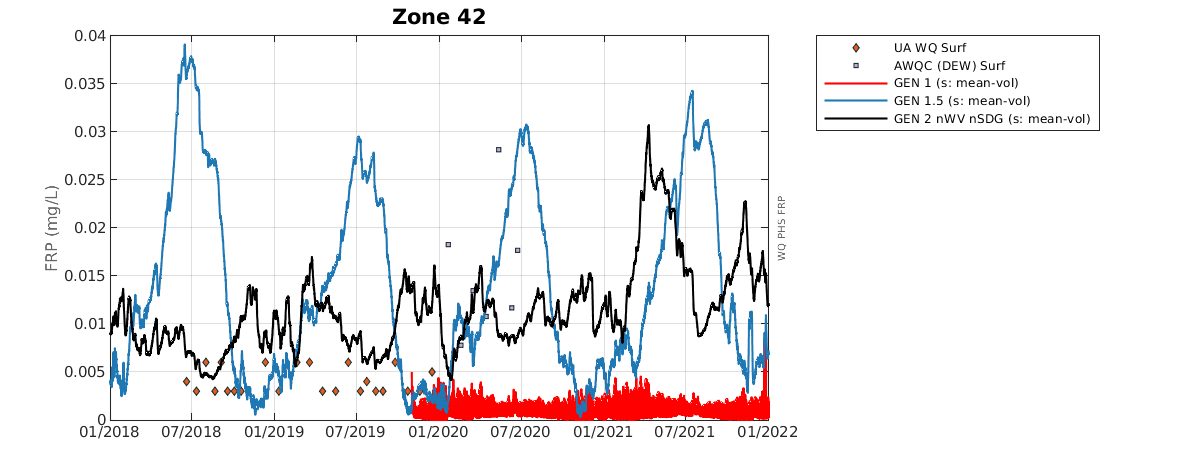 Zone 42
FRP (mg/L)
0.04
0.035
0.03
0.025
0.02
0.015
0.01
0.005
0
01/2018
07/2018
01/2019
07/2019
01/2020
07/2020
01/2021
07/2021
01/2022
WQ PHS FRP
UA WQ Surf
AWQC (DEW) Surf
GEN 1 (s: mean-vol)
GEN 1.5 (s: mean-vol)
GEN 2 nWV nSDG (s: mean-vol)